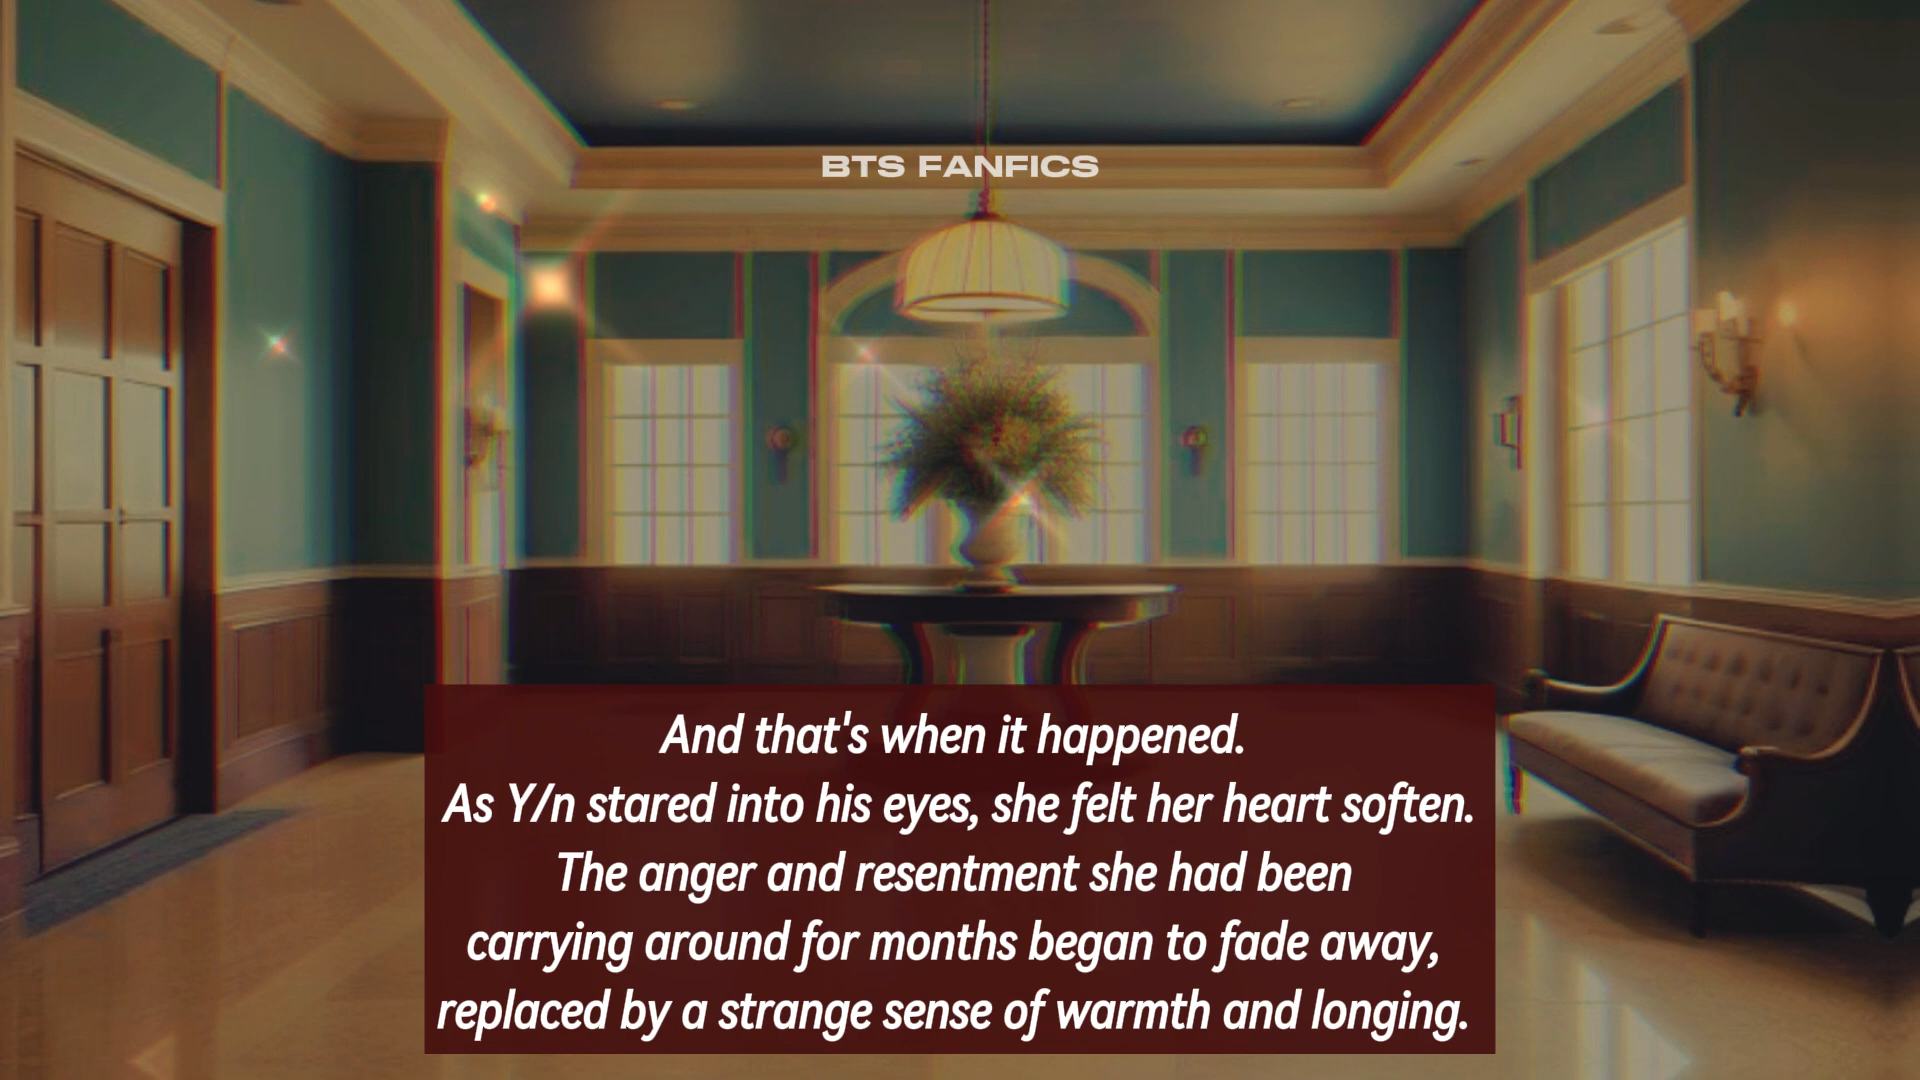 BTS FANFICS
And that's when it happened.
As Y/n stared into his eyes, she felt her heart soften.
The anger and resentment she had been
carrying around for months began to fade away,
replaced by a strange sense of warmth and longing.